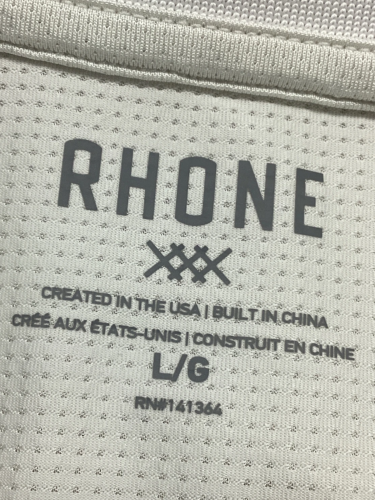 RHONE
CREATED IN THE USA | BUILT IN CHINA
CRÉÉ AUX ÉTATS-UNIS | CONSTRUIT EN CHINE
L/G
RN#141364